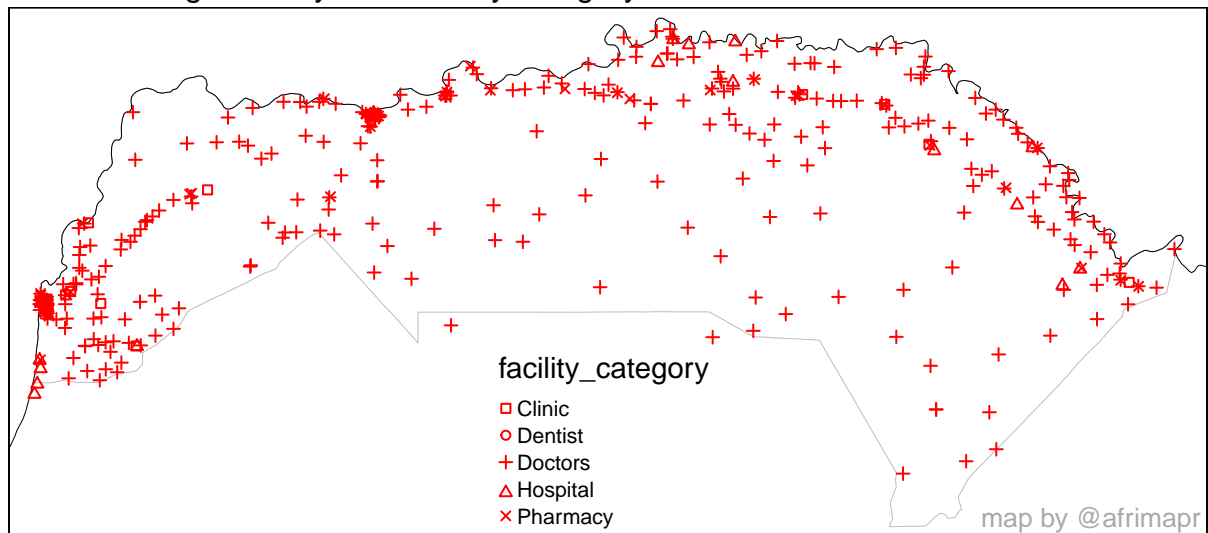 facility_category
Clinic
Dentist
Doctors
Hospital
Pharmacy
map by @afrimapr